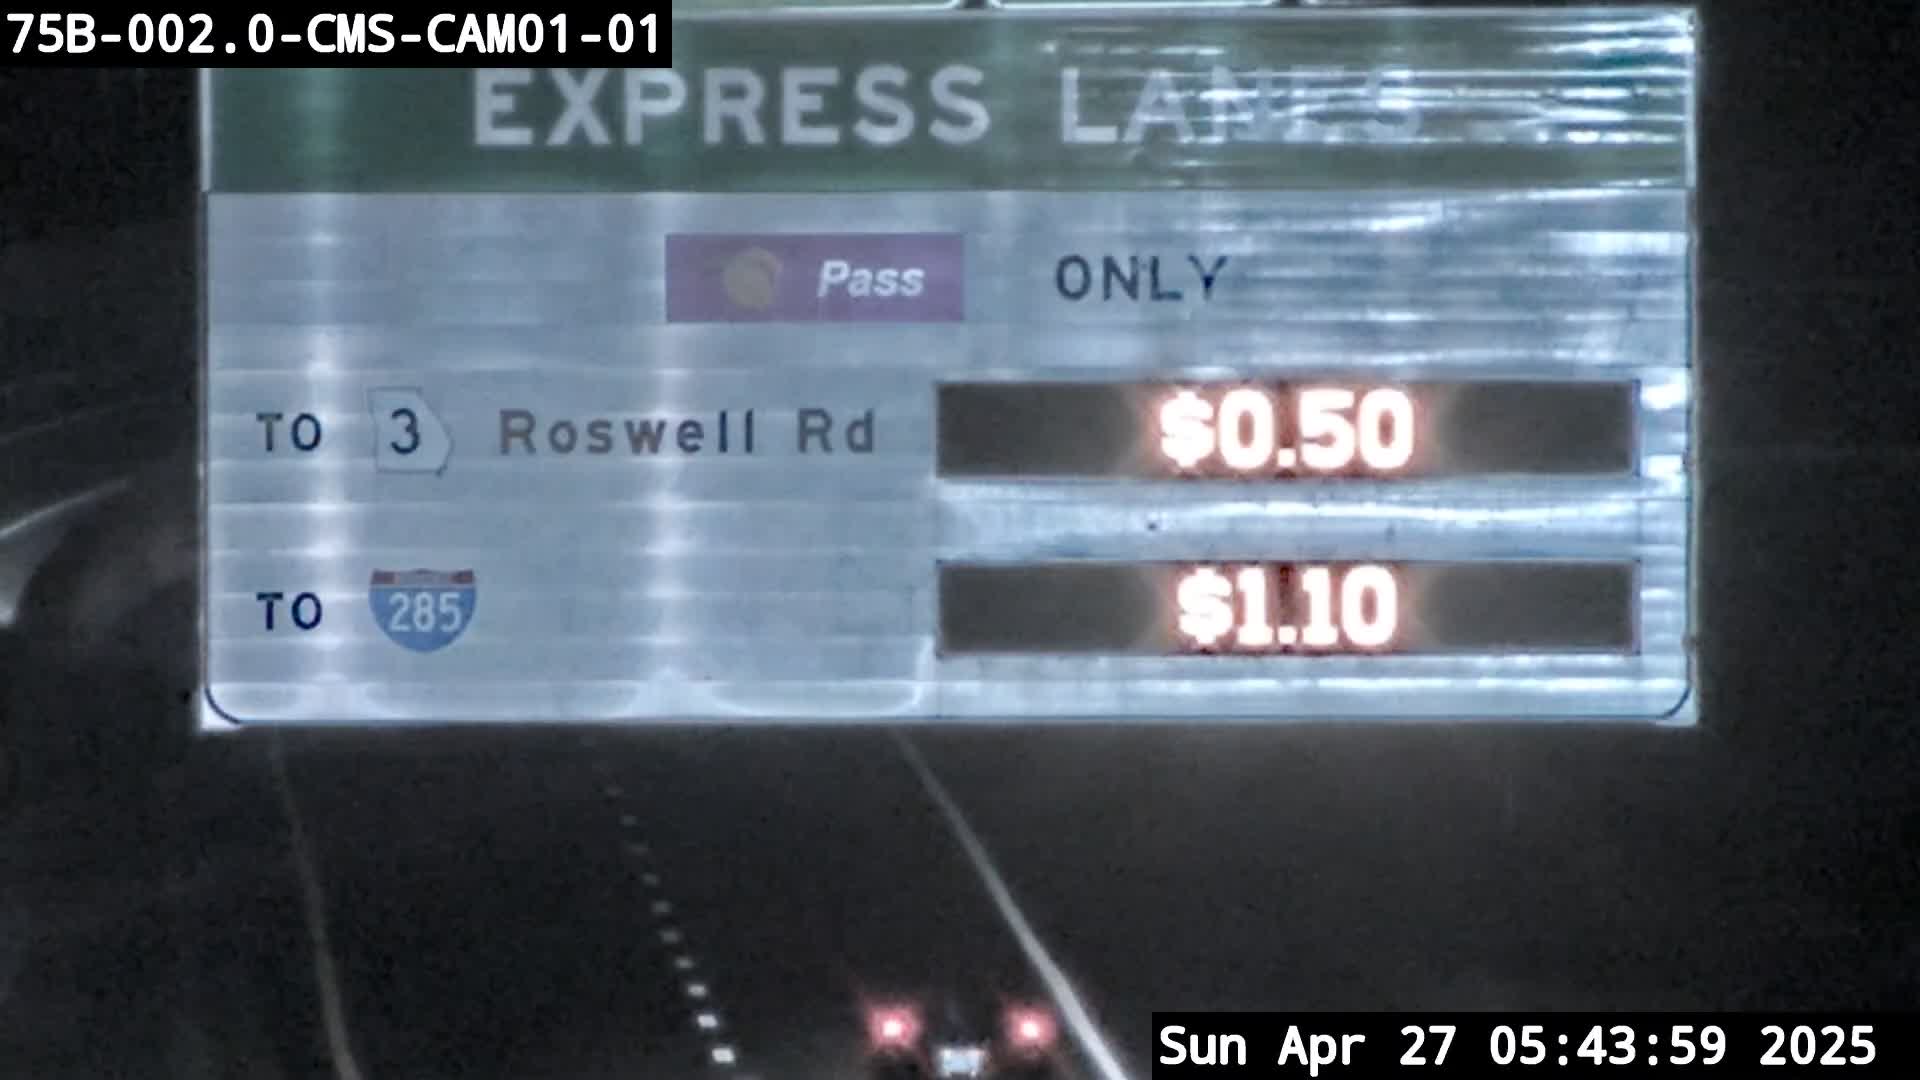 75B-002.0-CMS-CAM01-01
EXPRESS LANES
Pass ONLY
TO 3 Roswell Rd $0.50
TO 285 $1.10
Sun Apr 27 05:43:59 2025